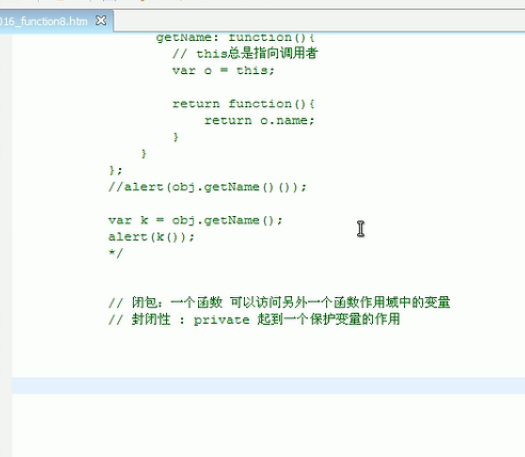 016_function8.htm
getName: function(){
// this总是指向调用者
var o = this;
return function(){
return o.name;
}
}
};
//alert(obj.getName()());
var k = obj.getName();
alert(k());
*/
// 闭包：一个函数 可以访问另外一个函数作用域中的变量
// 封闭性 : private 起到一个保护变量的作用